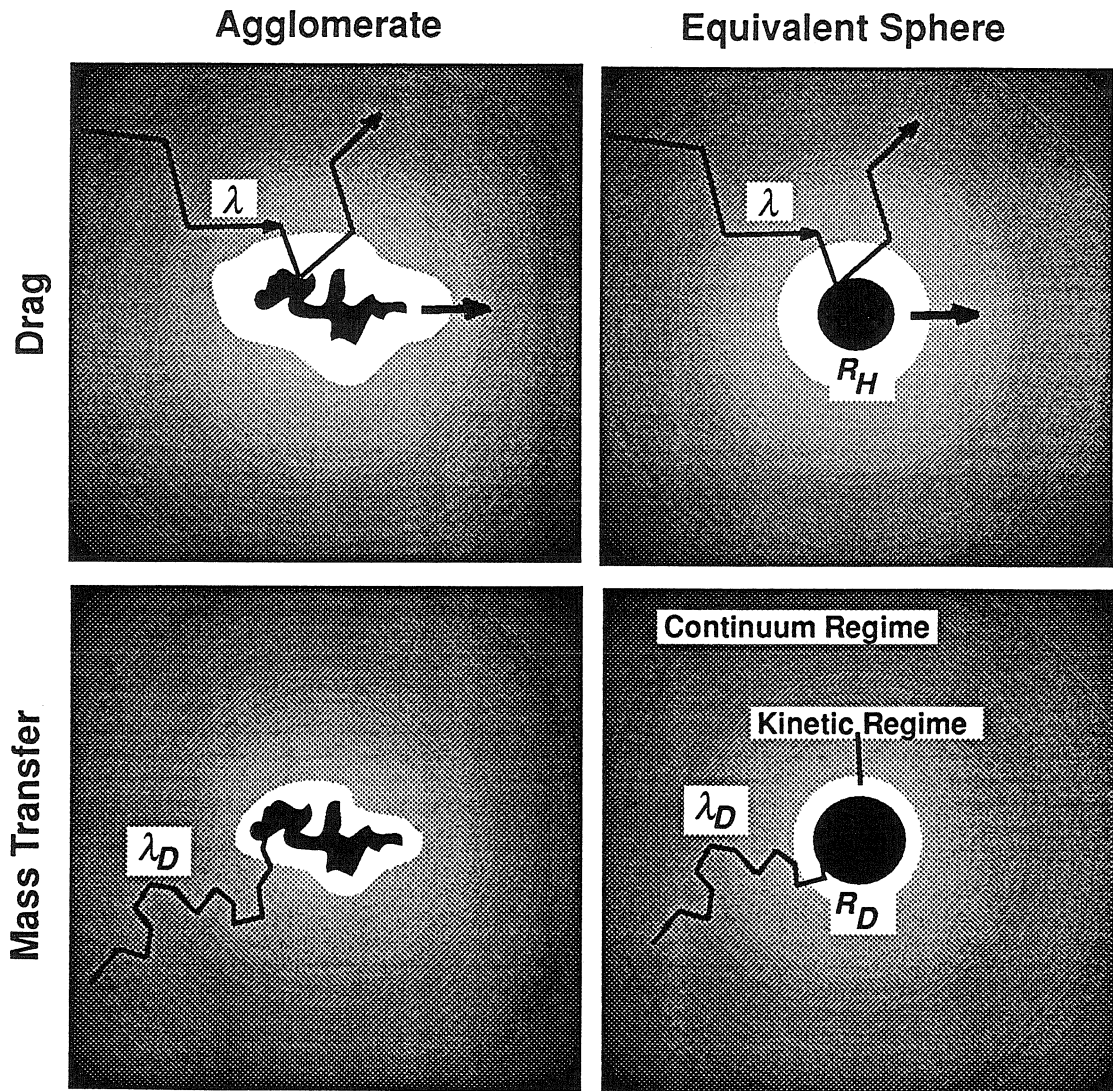 Agglomerate
Equivalent Sphere
Drag
λ
λ
R_H
Mass Transfer
λ_D
Continuum Regime
Kinetic Regime
λ_D
R_D